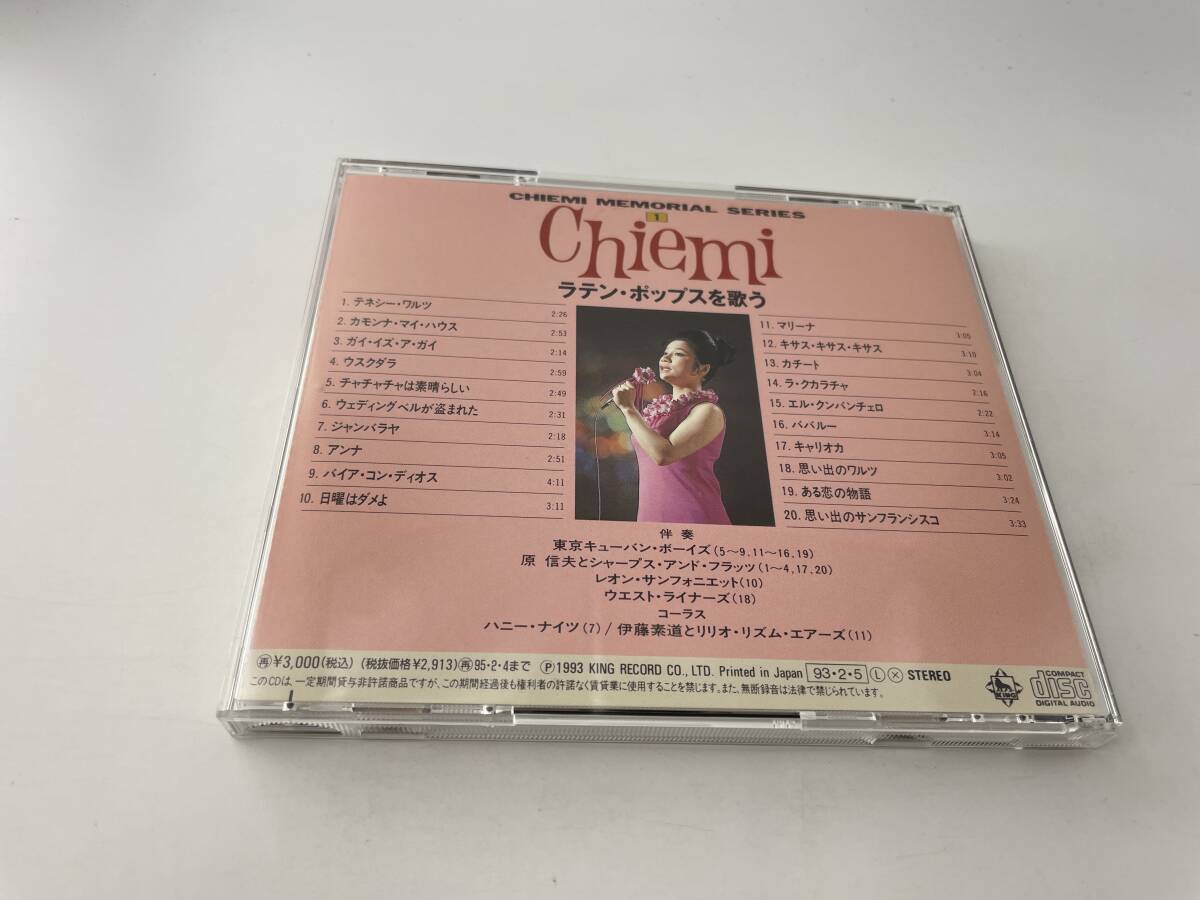 CHIEMI MEMORIAL SERIES
1
Chiemi
ラテン・ポップスを歌う
1. テネシー・ワルツ 2:26
2. カモンナ・マイ・ハウス 2:53
3. ガイ・イズ・ア・ガイ 2:14
4. ウスクダラ 2:59
5. チャチャチャは素晴らしい 2:49
6. ウェディングベルが盗まれた 2:31
7. ジャンバラヤ 2:18
8. アンナ 2:51
9. バイア・コン・ディオス 4:11
10. 日曜はダメよ 3:11
11. マリーナ 3:05
12. キサス・キサス・キサス 3:10
13. カチート 3:04
14. ラ・クカラチャ 2:16
15. エル・クンバンチェロ 2:22
16. ババルー 3:14
17. キャリオカ 3:05
18. 思い出のワルツ 3:02
19. ある恋の物語 3:24
20. 思い出のサンフランシスコ 3:33
伴奏
東京キューバン・ボーイズ(5〜9,11〜16,19)
原 信夫とシャープス・アンド・フラッツ(1〜4,17,20)
レオン・サンフォニエット(10)
ウエスト・ライナーズ(18)
コーラス
ハニー・ナイツ(7) / 伊藤素道とリリオ・リズム・エアーズ(11)
再¥3,000(税込) (税抜価格¥2,913)再95・2・4まで Ⓟ1993 KING RECORD CO., LTD. Printed in Japan 93・2・5 Ⓛ Ⓧ STEREO
このCDは、一定期間貸与非許諾商品ですが、この期間経過後も権利者の許諾なく賃貸業に使用することを禁じます。また、無断録音は法律で禁じられています。
KING
COMPACT
disc
DIGITAL AUDIO